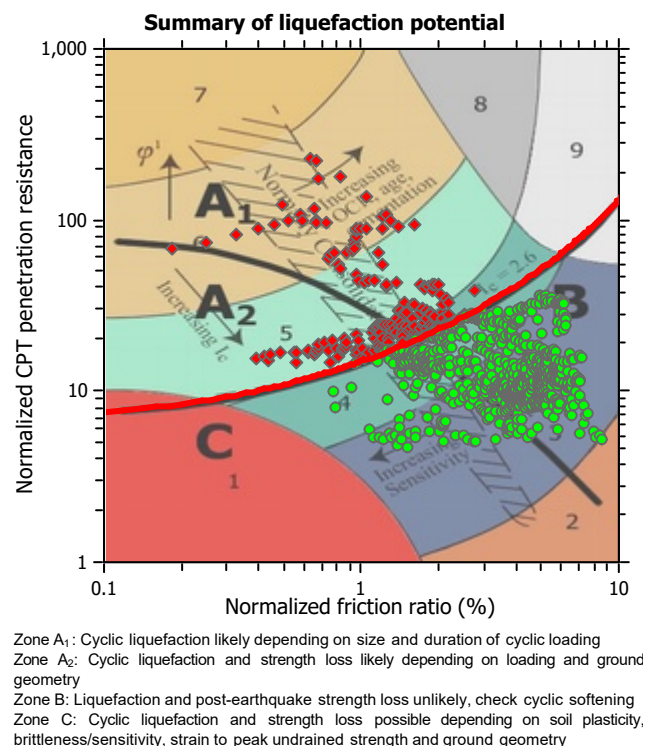 Summary of liquefaction potential
Normalized CPT penetration resistance
1,000
100
10
1
0.1
1
10
Normalized friction ratio (%)
7
8
9
φ'
A1
A2
B
C
Increasing
OCR, age,
cementation
Increasing Ic
Ic = 2.6
5
4
1
2
Increasing
Sensitivity
Zone A1: Cyclic liquefaction likely depending on size and duration of cyclic loading
Zone A2: Cyclic liquefaction and strength loss likely depending on loading and ground
geometry
Zone B: Liquefaction and post-earthquake strength loss unlikely, check cyclic softening
Zone C: Cyclic liquefaction and strength loss possible depending on soil plasticity,
brittleness/sensitivity, strain to peak undrained strength and ground geometry